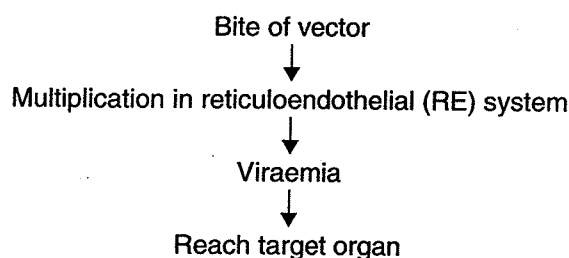 Bite of vector
Multiplication in reticuloendothelial (RE) system
Viraemia
Reach target organ